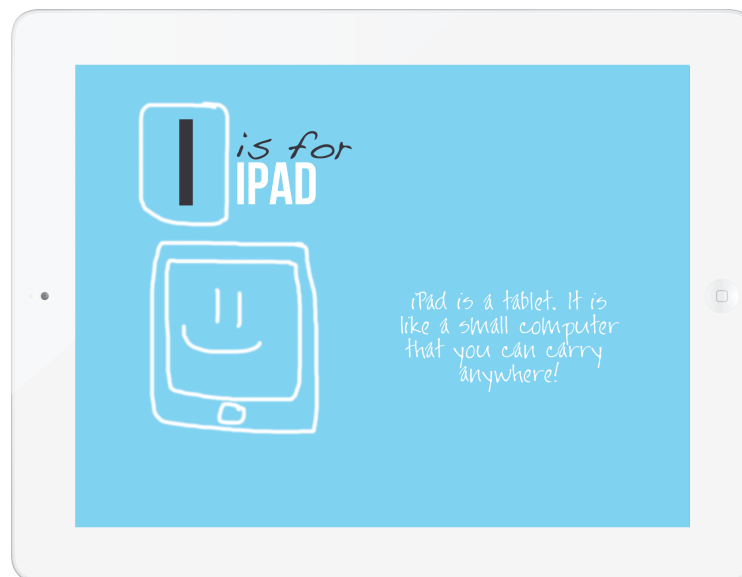 I is for
IPAD
iPad is a tablet. It is
like a small computer
that you can carry
anywhere!